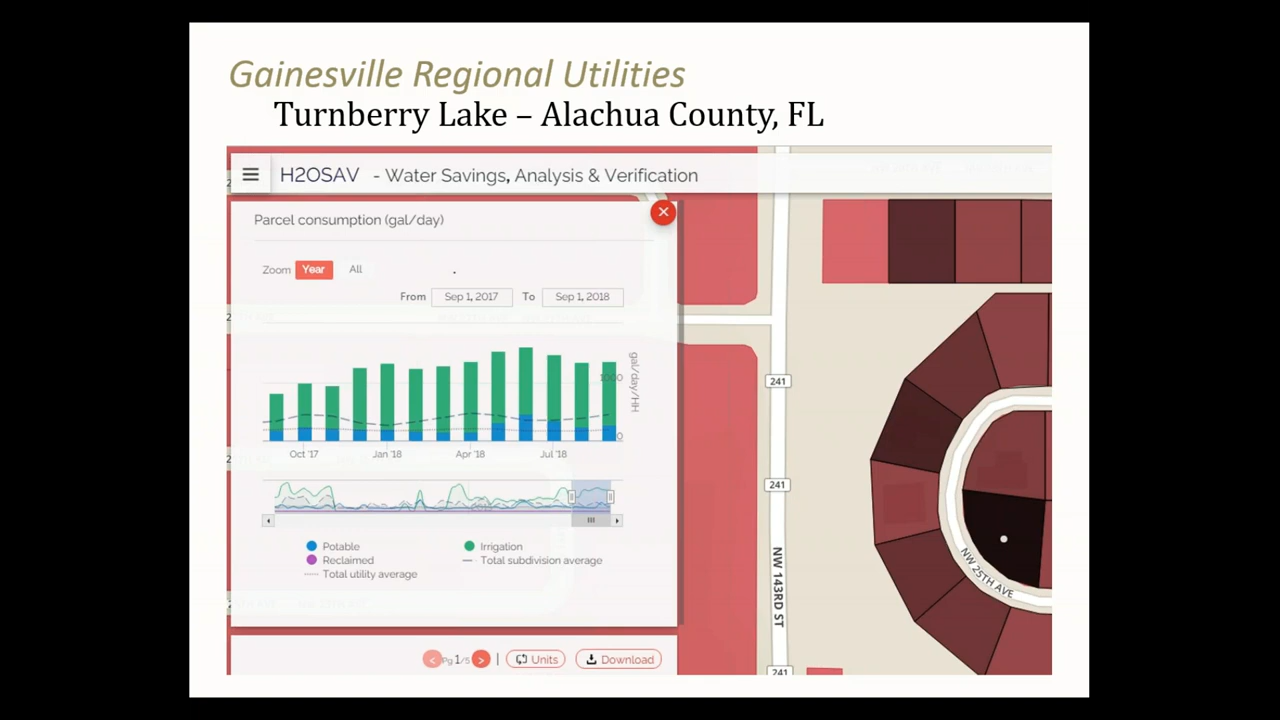 Gainesville Regional Utilities
Turnberry Lake – Alachua County, FL
H2OSAV - Water Savings, Analysis & Verification
Parcel consumption (gal/day)
Zoom Year All
From Sep 1, 2017 To Sep 1, 2018
1000
0
gal/day/HH
Oct '17 Jan '18 Apr '18 Jul '18
Potable Irrigation
Reclaimed Total subdivision average
Total utility average
Pg 1/5 | Units Download
241
241
NW 143RD ST
NW 25TH AVE
241